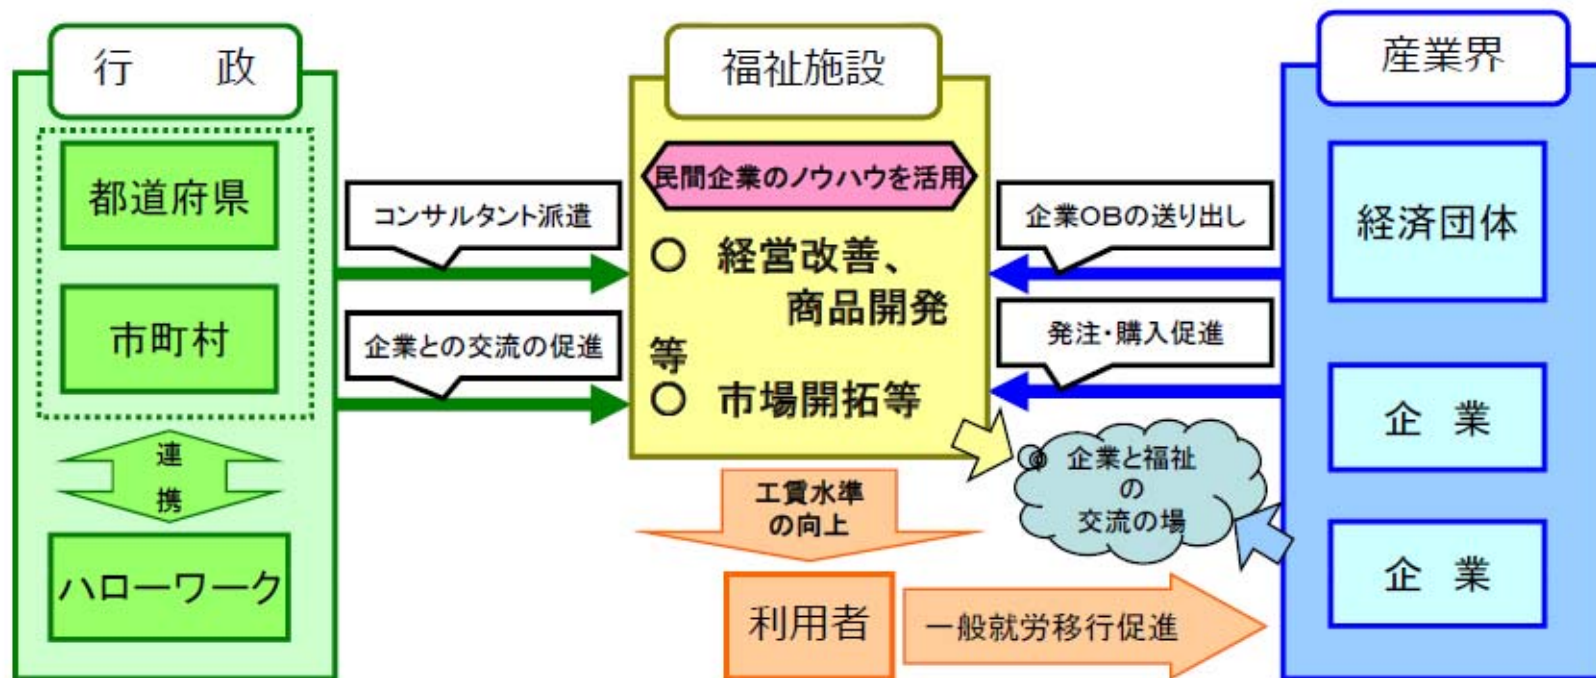 行　政
都道府県
市町村
連
携
ハローワーク
コンサルタント派遣
企業との交流の促進
福祉施設
民間企業のノウハウを活用
○　経営改善、
商品開発
等
○　市場開拓等
工賃水準
の向上
利用者
一般就労移行促進
企業OBの送り出し
発注・購入促進
企業と福祉
の
交流の場
産業界
経済団体
企　業
企　業